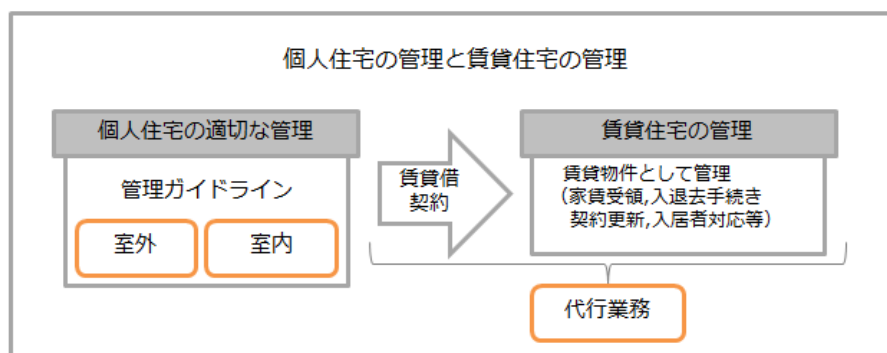 個人住宅の管理と賃貸住宅の管理
個人住宅の適切な管理
管理ガイドライン
室外
室内
賃貸借
契約
賃貸住宅の管理
賃貸物件として管理
(家賃受領,入退去手続き
契約更新,入居者対応等)
代行業務